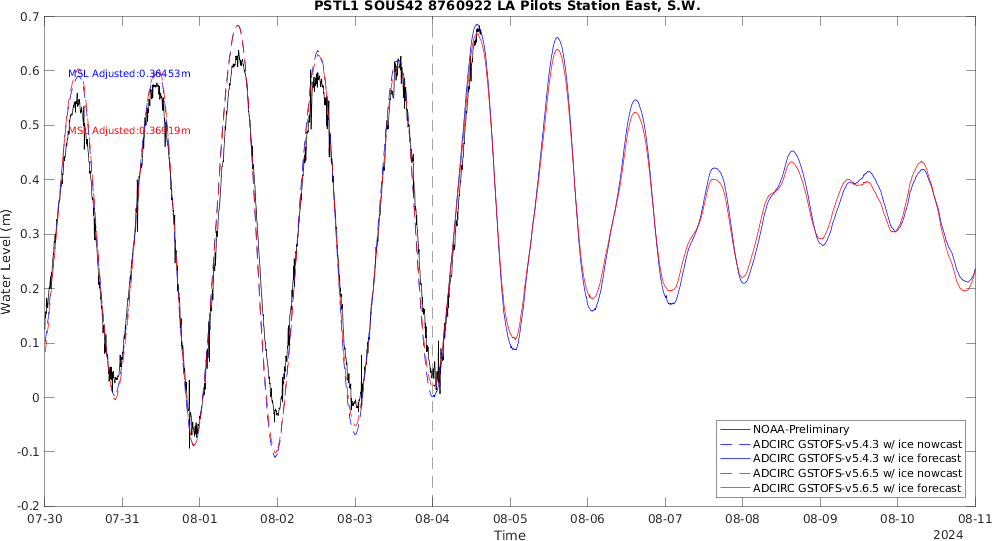 PSTL1 SOUS42 8760922 LA Pilots Station East, S.W.
0.7
0.6
0.5
0.4
0.3
0.2
0.1
0
-0.1
-0.2
Water Level (m)
MSL Adjusted:0.36453m
MSL Adjusted:0.36919m
NOAA-Preliminary
ADCIRC GSTOFS-v5.4.3 w/ ice nowcast
ADCIRC GSTOFS-v5.4.3 w/ ice forecast
ADCIRC GSTOFS-v5.6.5 w/ ice nowcast
ADCIRC GSTOFS-v5.6.5 w/ ice forecast
07-30 07-31 08-01 08-02 08-03 08-04 08-05 08-06 08-07 08-08 08-09 08-10 08-11
Time
2024